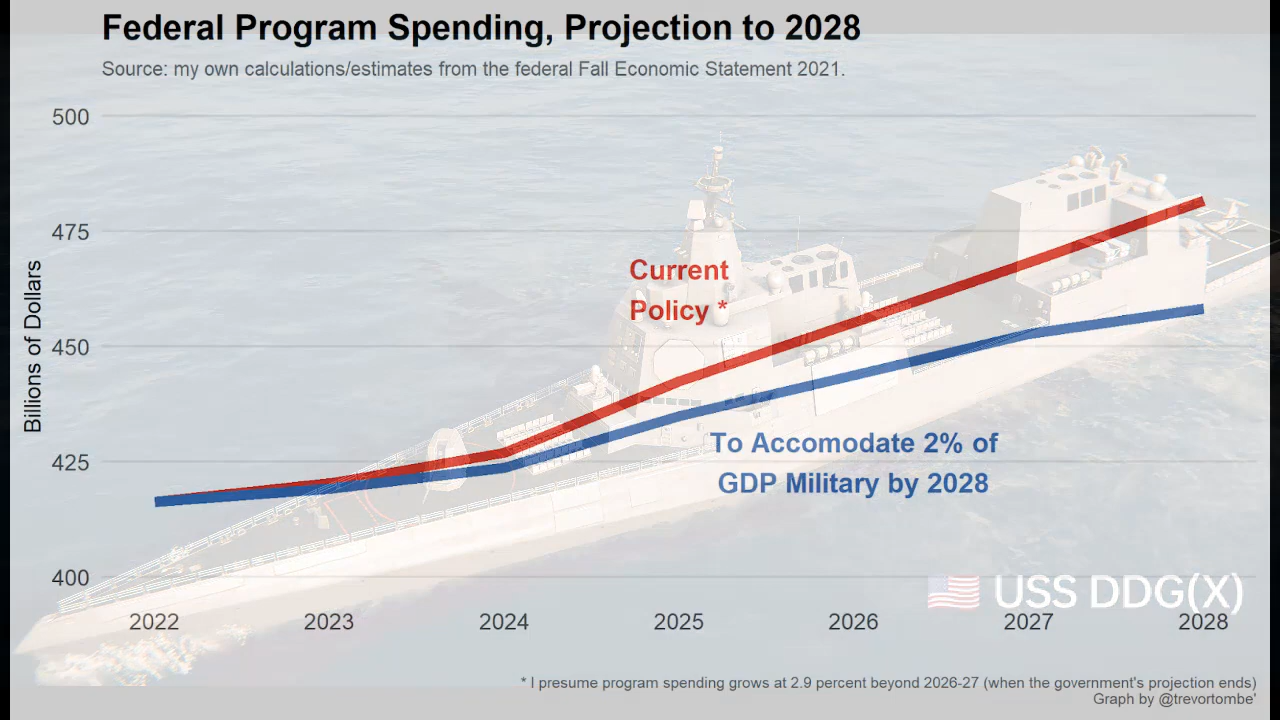 Federal Program Spending, Projection to 2028
Source: my own calculations/estimates from the federal Fall Economic Statement 2021.
500
475
450
425
400
Billions of Dollars
Current
Policy *
To Accomodate 2% of
GDP Military by 2028
USS DDG(X)
2022 2023 2024 2025 2026 2027 2028
* I presume program spending grows at 2.9 percent beyond 2026-27 (when the government's projection ends)
Graph by @trevortombe'